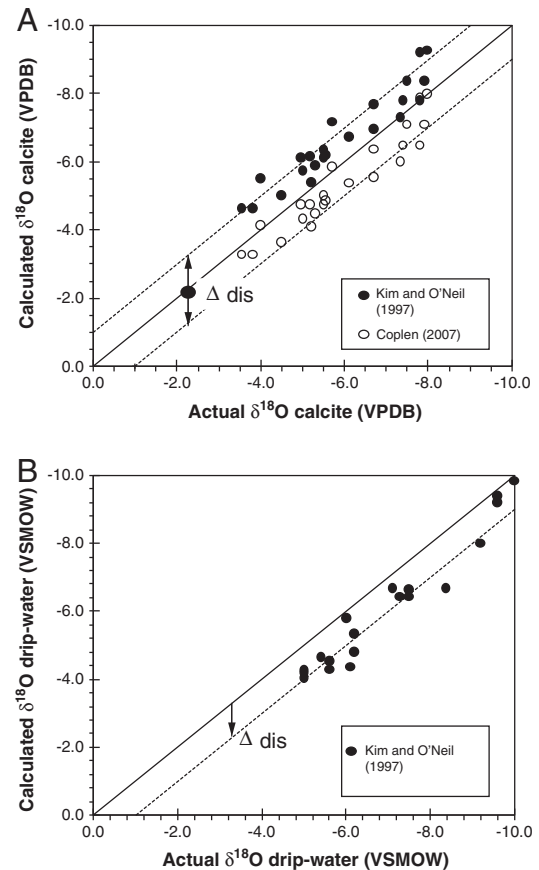 A
-10.0
-8.0
-6.0
-4.0
-2.0
0.0
Calculated δ¹⁸O calcite (VPDB)
Δ dis
Kim and O'Neil
(1997)
Coplen (2007)
0.0 -2.0 -4.0 -6.0 -8.0 -10.0
Actual δ¹⁸O calcite (VPDB)
B
-10.0
-8.0
-6.0
-4.0
-2.0
0.0
Calculated δ¹⁸O drip-water (VSMOW)
Δ dis
Kim and O'Neil
(1997)
0.0 -2.0 -4.0 -6.0 -8.0 -10.0
Actual δ¹⁸O drip-water (VSMOW)